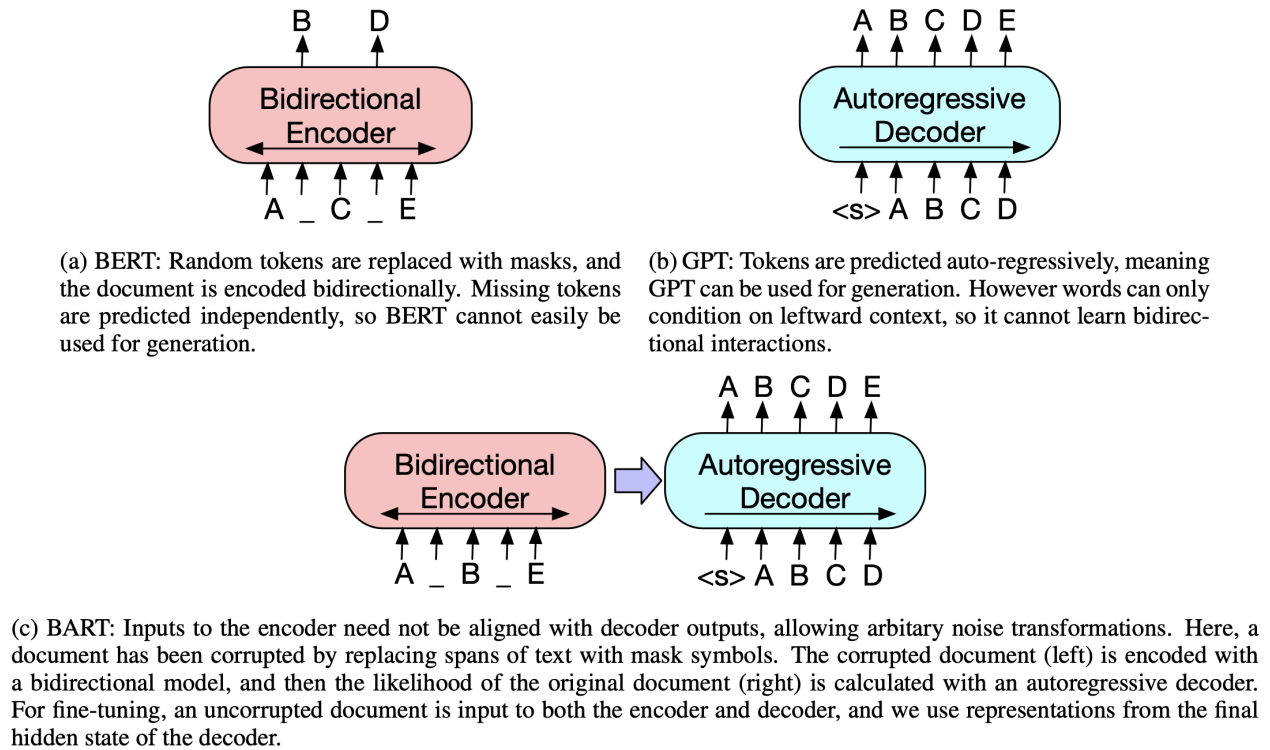 B D
Bidirectional
Encoder
A _ C _ E
A B C D E
Autoregressive
Decoder
<s> A B C D
(a) BERT: Random tokens are replaced with masks, and
the document is encoded bidirectionally. Missing tokens
are predicted independently, so BERT cannot easily be
used for generation.
(b) GPT: Tokens are predicted auto-regressively, meaning
GPT can be used for generation. However words can only
condition on leftward context, so it cannot learn bidirec-
tional interactions.
Bidirectional
Encoder
A _ B _ E
A B C D E
Autoregressive
Decoder
<s> A B C D
(c) BART: Inputs to the encoder need not be aligned with decoder outputs, allowing arbitary noise transformations. Here, a
document has been corrupted by replacing spans of text with mask symbols. The corrupted document (left) is encoded with
a bidirectional model, and then the likelihood of the original document (right) is calculated with an autoregressive decoder.
For fine-tuning, an uncorrupted document is input to both the encoder and decoder, and we use representations from the final
hidden state of the decoder.